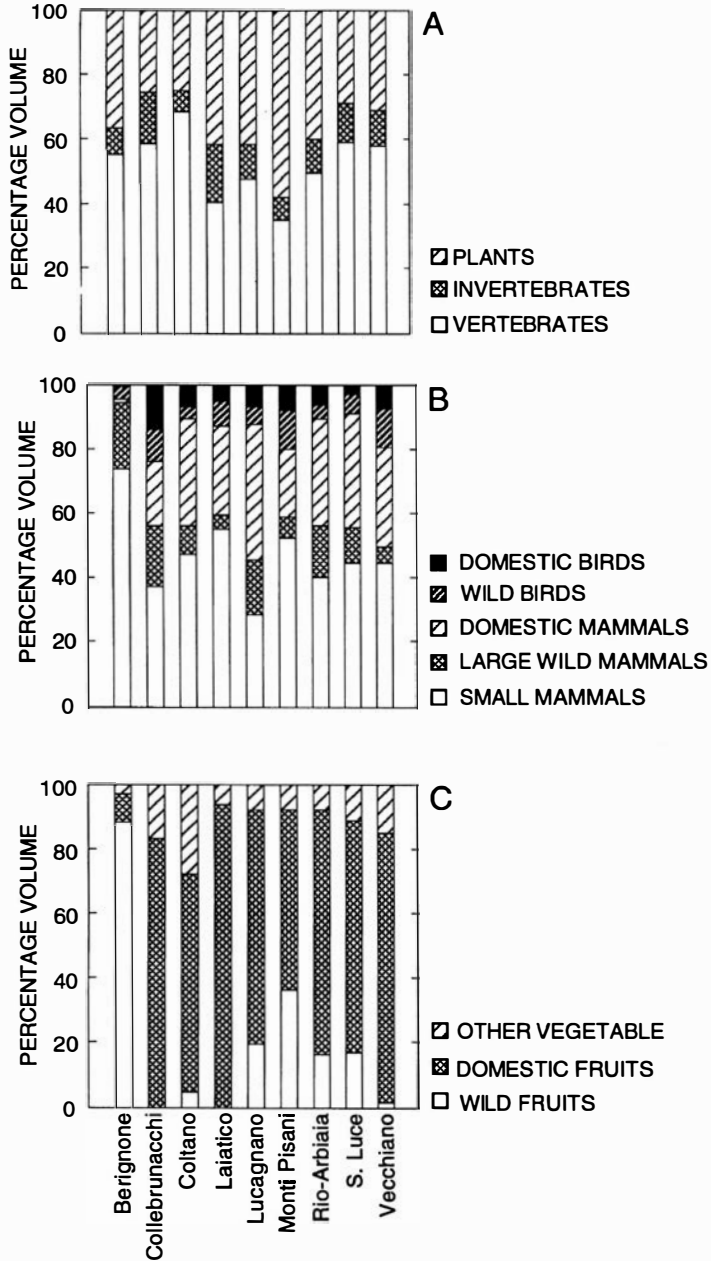 A
PERCENTAGE VOLUME
100
80
60
40
20
0
PLANTS
INVERTEBRATES
VERTEBRATES
B
PERCENTAGE VOLUME
100
80
60
40
20
0
DOMESTIC BIRDS
WILD BIRDS
DOMESTIC MAMMALS
LARGE WILD MAMMALS
SMALL MAMMALS
C
PERCENTAGE VOLUME
100
80
60
40
20
0
OTHER VEGETABLE
DOMESTIC FRUITS
WILD FRUITS
Berignone
Collebrunacchi
Coltano
Laiatico
Lucagnano
Monti Pisani
Rio-Arbiaia
S. Luce
Vecchiano